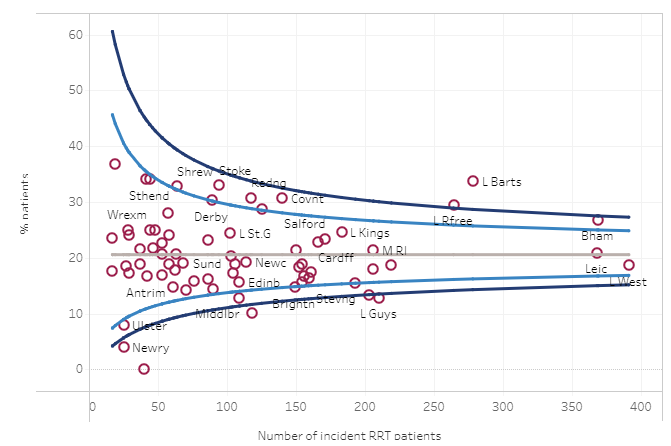 60
50
40
30
20
10
0
% patients
Shrew
Stoke
Redng
Covnt
L Barts
Sthend
Wrexm
Derby
Salford
L Rfree
L St.G
L Kings
Bham
M RI
Cardff
Sund
Newc
Leic
Edinb
L West
Antrim
Brightn
Stevng
Middlbr
L Guys
Ulster
Newry
0
50
100
150
200
250
300
350
400
Number of incident RRT patients